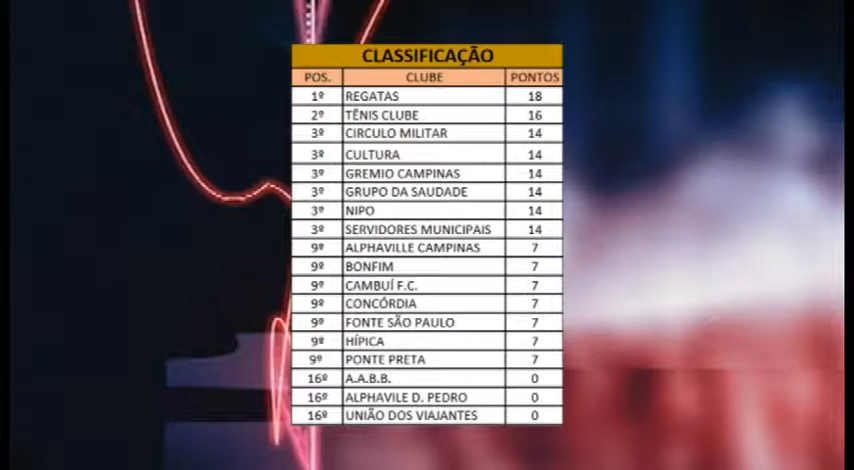 CLASSIFICAÇÃO
POS. CLUBE PONTOS
1º REGATAS 18
2º TÊNIS CLUBE 16
3º CIRCULO MILITAR 14
3º CULTURA 14
3º GREMIO CAMPINAS 14
3º GRUPO DA SAUDADE 14
3º NIPO 14
3º SERVIDORES MUNICIPAIS 14
9º ALPHAVILLE CAMPINAS 7
9º BONFIM 7
9º CAMBUÍ F.C. 7
9º CONCÓRDIA 7
9º FONTE SÃO PAULO 7
9º HÍPICA 7
9º PONTE PRETA 7
16º A.A.B.B. 0
16º ALPHAVILE D. PEDRO 0
16º UNIÃO DOS VIAJANTES 0